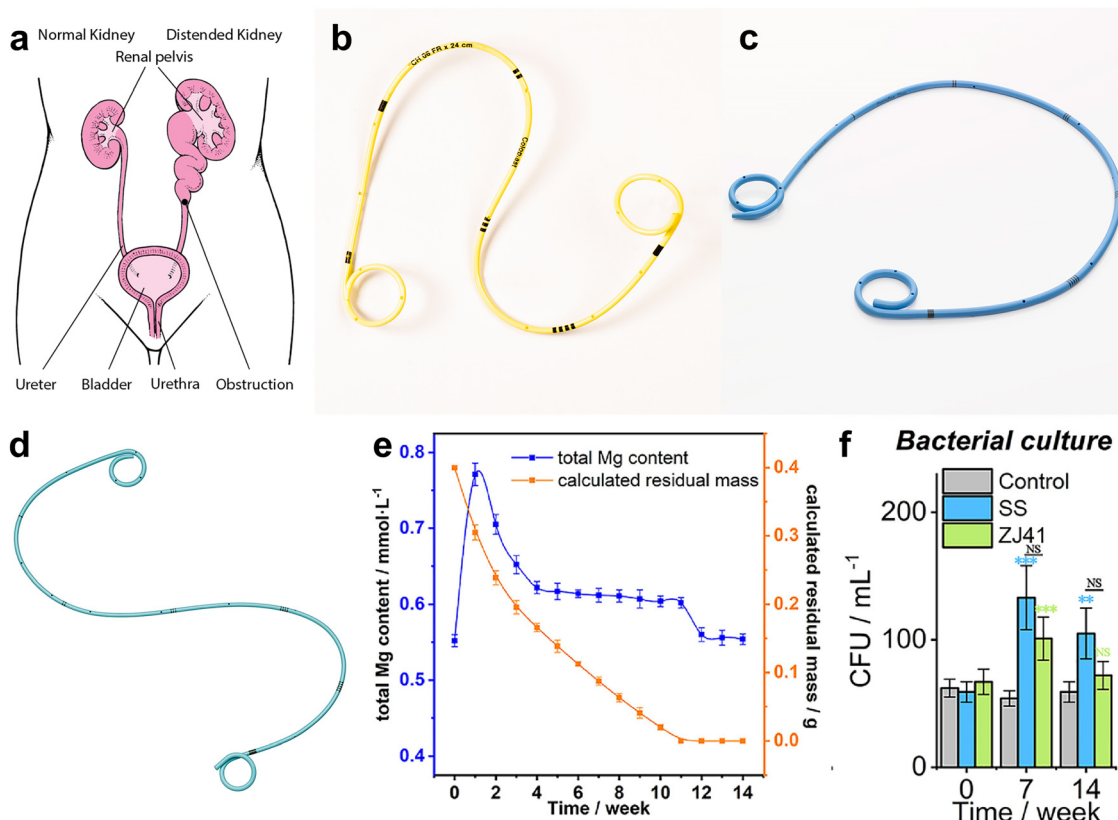 a
Normal Kidney
Distended Kidney
Renal pelvis
Ureter
Bladder
Urethra
Obstruction
b
CH 06 FR x 24 cm
Coloplast
c
d
e
total Mg content / mmol·L⁻¹
0.8
0.7
0.6
0.5
0.4
total Mg content
calculated residual mass
0.4
0.3
0.2
0.1
0.0
calculated residual mass / g
0 2 4 6 8 10 12 14
Time / week
f
Bacterial culture
Control
SS
ZJ41
CFU / mL⁻¹
200
100
0
NS
***
***
NS
**
NS
0 7 14
Time / week